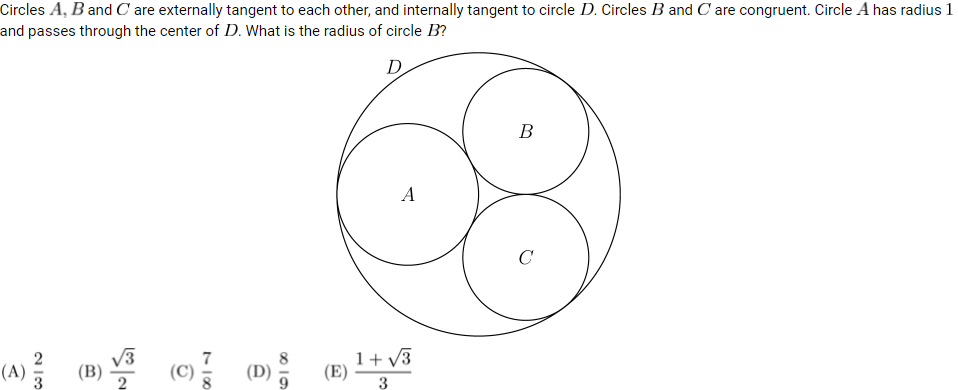 Circles A, B and C are externally tangent to each other, and internally tangent to circle D. Circles B and C are congruent. Circle A has radius 1
and passes through the center of D. What is the radius of circle B?
D
B
A
C
(A) 2/3 (B) √3/2 (C) 7/8 (D) 8/9 (E) (1 + √3)/3